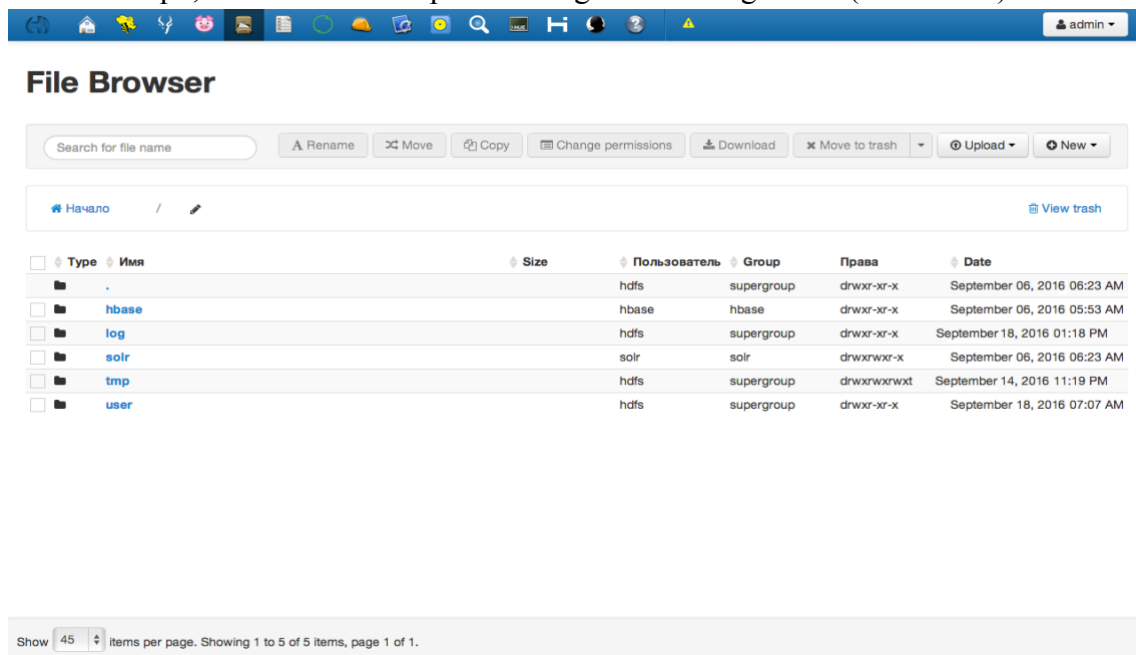 admin
File Browser
Search for file name
Rename
Move
Copy
Change permissions
Download
Move to trash
Upload
New
Начало / View trash
Type Имя Size Пользователь Group Права Date
. hdfs supergroup drwxr-xr-x September 06, 2016 06:23 AM
hbase hbase hbase drwxr-xr-x September 06, 2016 05:53 AM
log hdfs supergroup drwxr-xr-x September 18, 2016 01:18 PM
solr solr solr drwxrwxr-x September 06, 2016 06:23 AM
tmp hdfs supergroup drwxrwxrwxt September 14, 2016 11:19 PM
user hdfs supergroup drwxr-xr-x September 18, 2016 07:07 AM
Show 45 items per page. Showing 1 to 5 of 5 items, page 1 of 1.